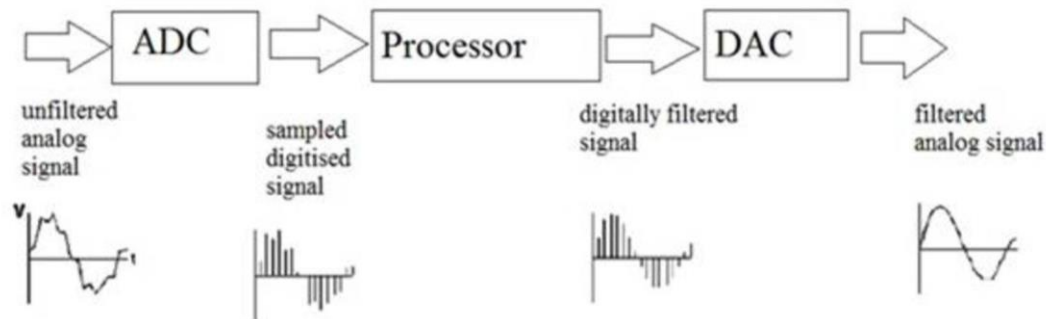 ADC
Processor
DAC
unfiltered
analog
signal
sampled
digitised
signal
digitally filtered
signal
filtered
analog signal
V
t